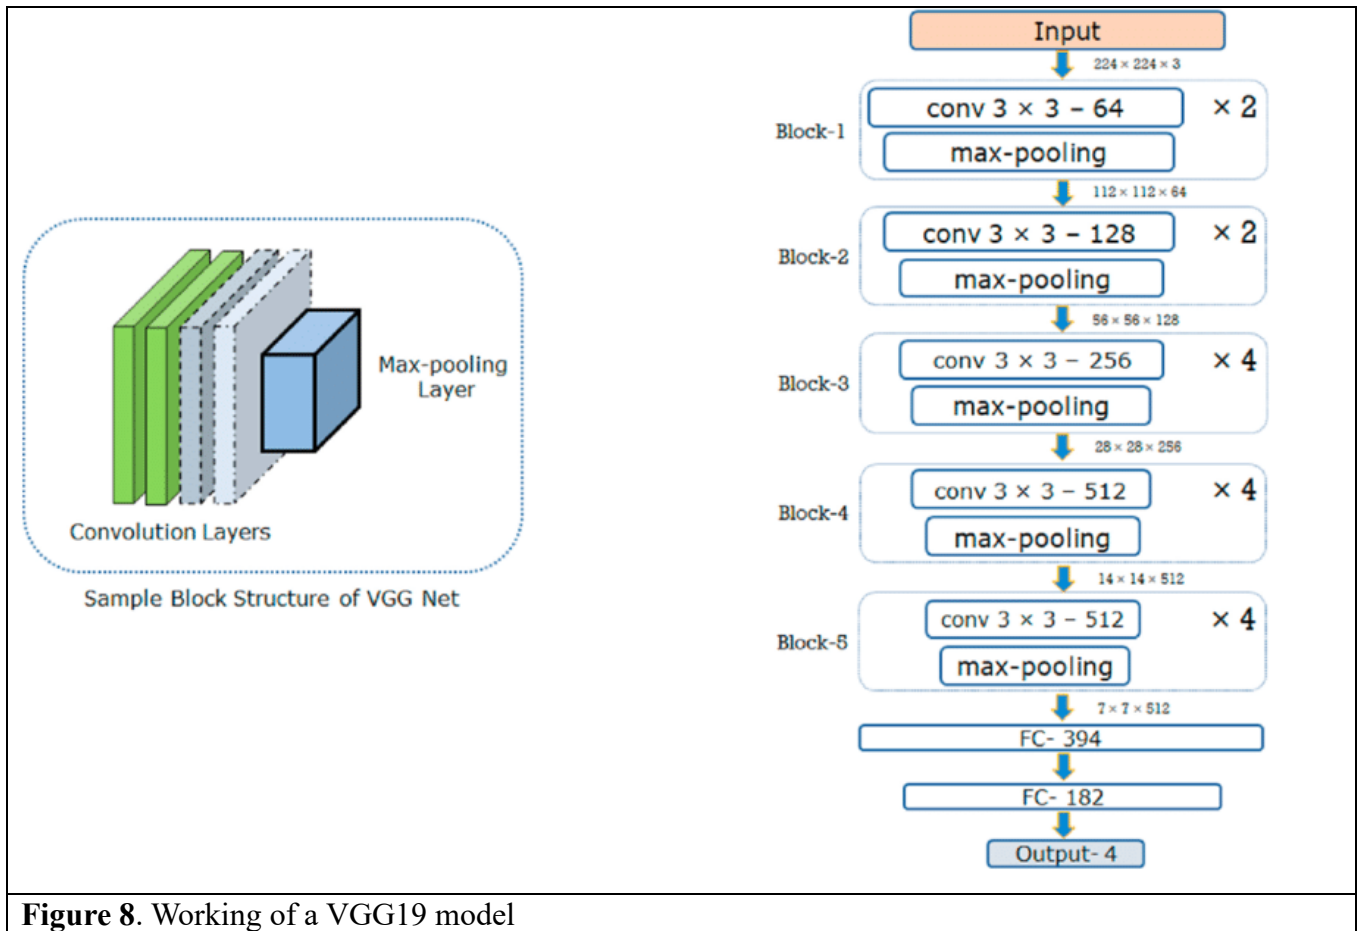 Max-pooling
Layer
Convolution Layers
Sample Block Structure of VGG Net
Input
224 × 224 × 3
Block-1
conv 3 × 3 – 64
× 2
max-pooling
112 × 112 × 64
Block-2
conv 3 × 3 – 128
× 2
max-pooling
56 × 56 × 128
Block-3
conv 3 × 3 – 256
× 4
max-pooling
28 × 28 × 256
Block-4
conv 3 × 3 – 512
× 4
max-pooling
14 × 14 × 512
Block-5
conv 3 × 3 – 512
× 4
max-pooling
7 × 7 × 512
FC- 394
FC- 182
Output- 4
Figure 8. Working of a VGG19 model